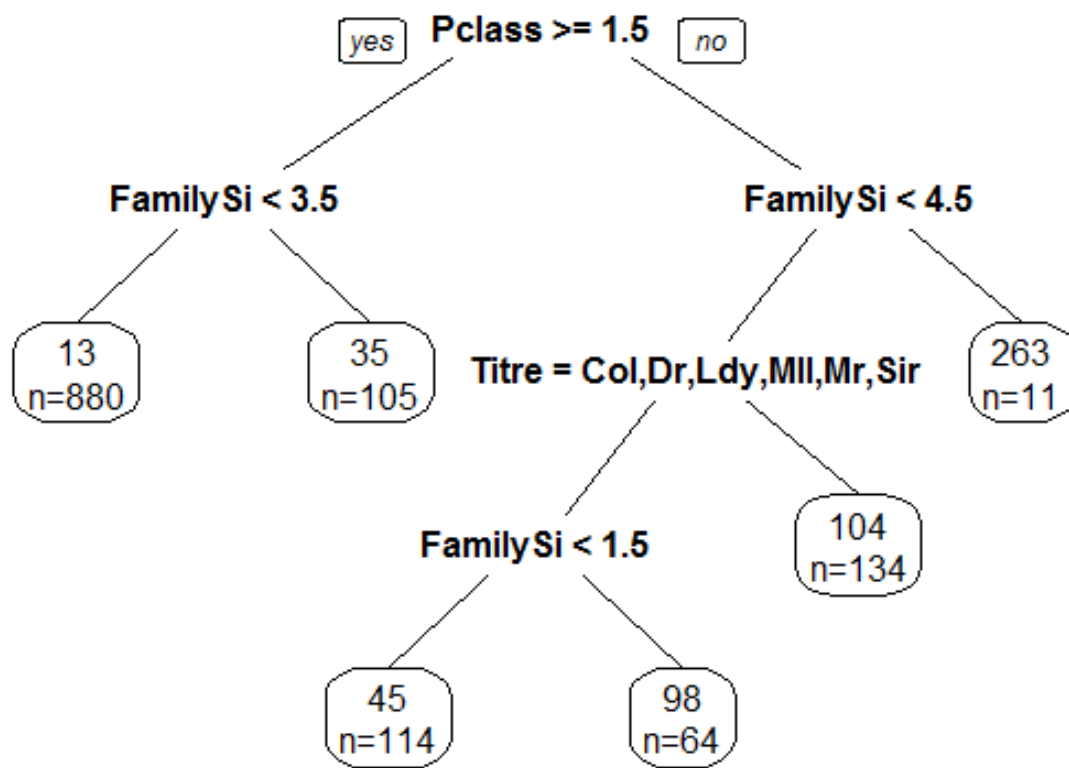 yes Pclass >= 1.5 no
FamilySi < 3.5 FamilySi < 4.5
13 35 263
n=880 n=105 n=11
Titre = Col,Dr,Ldy,Mll,Mr,Sir
104
n=134
FamilySi < 1.5
45 98
n=114 n=64